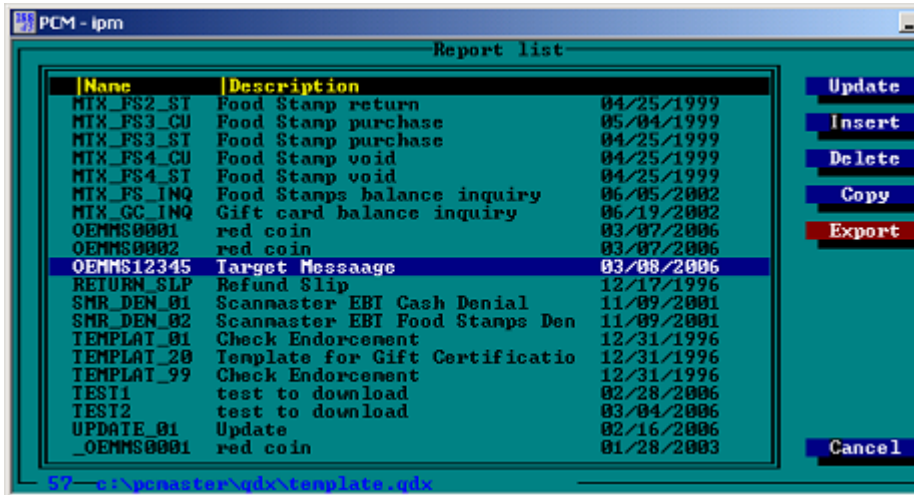 PCM - ipm
Report list
|Name |Description
MTX_FS2_ST Food Stamp return 04/25/1999
MTX_FS3_CU Food Stamp purchase 05/04/1999
MTX_FS3_ST Food Stamp purchase 04/25/1999
MTX_FS4_CU Food Stamp void 04/25/1999
MTX_FS4_ST Food Stamp void 04/25/1999
MTX_FS_INQ Food Stamps balance inquiry 06/05/2002
MTX_GC_INQ Gift card balance inquiry 06/19/2002
OEMMS0001 red coin 03/07/2006
OEMMS0002 red coin 03/07/2006
OEMMS12345 Target Messaage 03/08/2006
RETURN_SLP Refund Slip 12/17/1996
SMR_DEN_01 Scanmaster EBT Cash Denial 11/09/2001
SMR_DEN_02 Scanmaster EBT Food Stamps Den 11/09/2001
TEMPLAT_01 Check Endorcement 12/31/1996
TEMPLAT_20 Template for Gift Certificatio 12/31/1996
TEMPLAT_99 Check Endorcement 12/31/1996
TEST1 test to download 02/28/2006
TEST2 test to download 03/04/2006
UPDATE_01 Update 02/16/2006
_OEMMS0001 red coin 01/28/2003
Update
Insert
Delete
Copy
Export
Cancel
57 c:\pcmaster\qdx\template.qdx